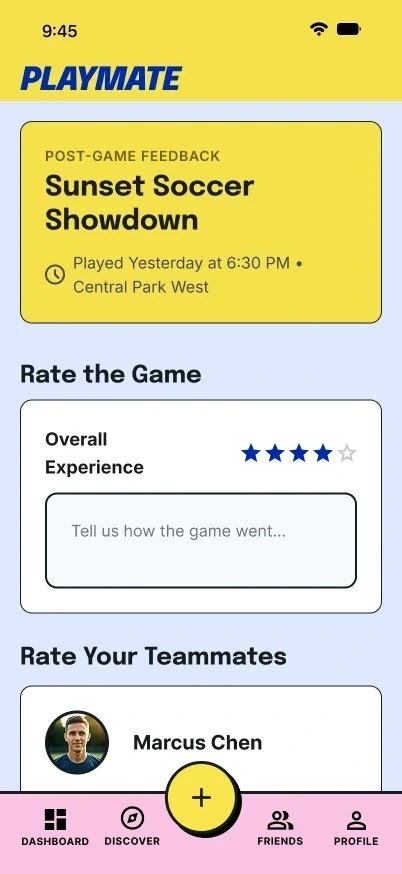 9:45
PLAYMATE
POST-GAME FEEDBACK
Sunset Soccer
Showdown
Played Yesterday at 6:30 PM •
Central Park West
Rate the Game
Overall
Experience
Tell us how the game went...
Rate Your Teammates
Marcus Chen
+
DASHBOARD
DISCOVER
FRIENDS
PROFILE